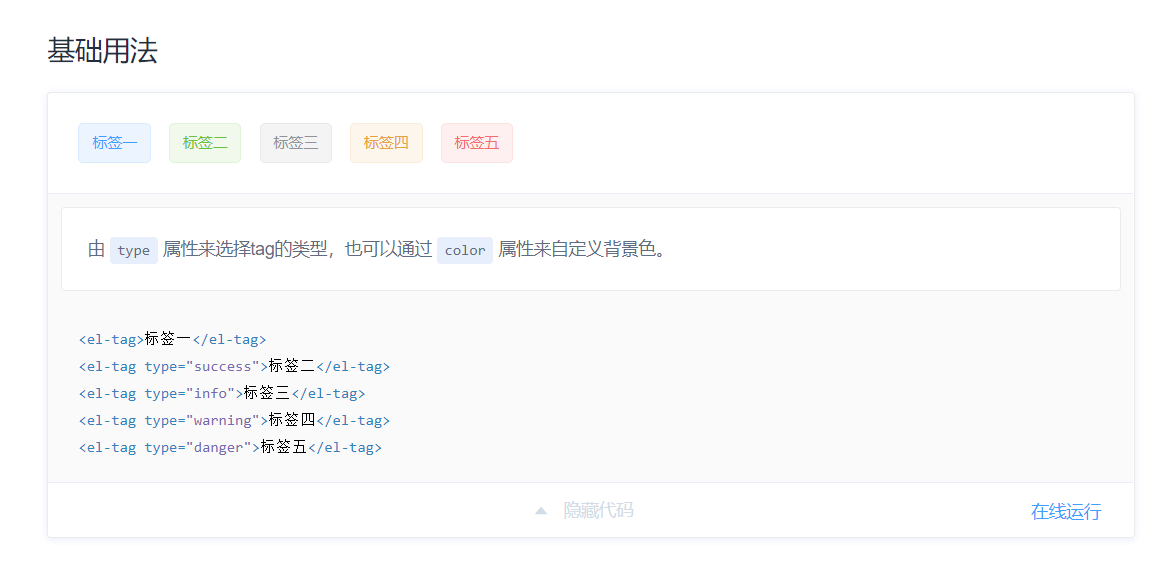 基础用法
标签一 标签二 标签三 标签四 标签五
由 type 属性来选择tag的类型，也可以通过 color 属性来自定义背景色。
<el-tag>标签一</el-tag>
<el-tag type="success">标签二</el-tag>
<el-tag type="info">标签三</el-tag>
<el-tag type="warning">标签四</el-tag>
<el-tag type="danger">标签五</el-tag>
隐藏代码 在线运行